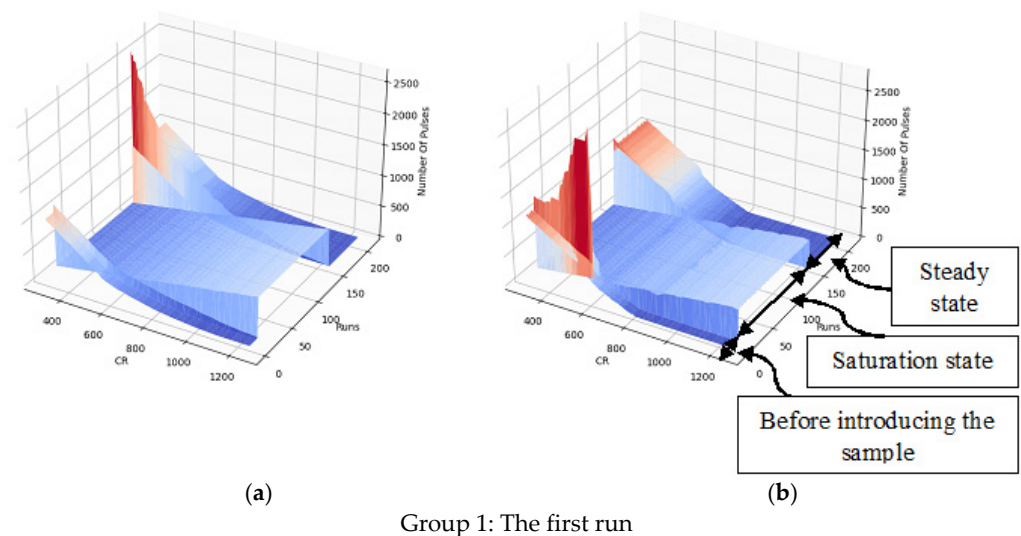 2500
2000
1500
1000
500
0
Number Of Pulses
200
150
100
50
0
Runs
400
600
800
1000
1200
CR
2500
2000
1500
1000
500
0
Number Of Pulses
200
150
100
50
0
Runs
400
600
800
1000
1200
CR
Steady
state
Saturation state
Before introducing the
sample
(a)
(b)
Group 1: The first run